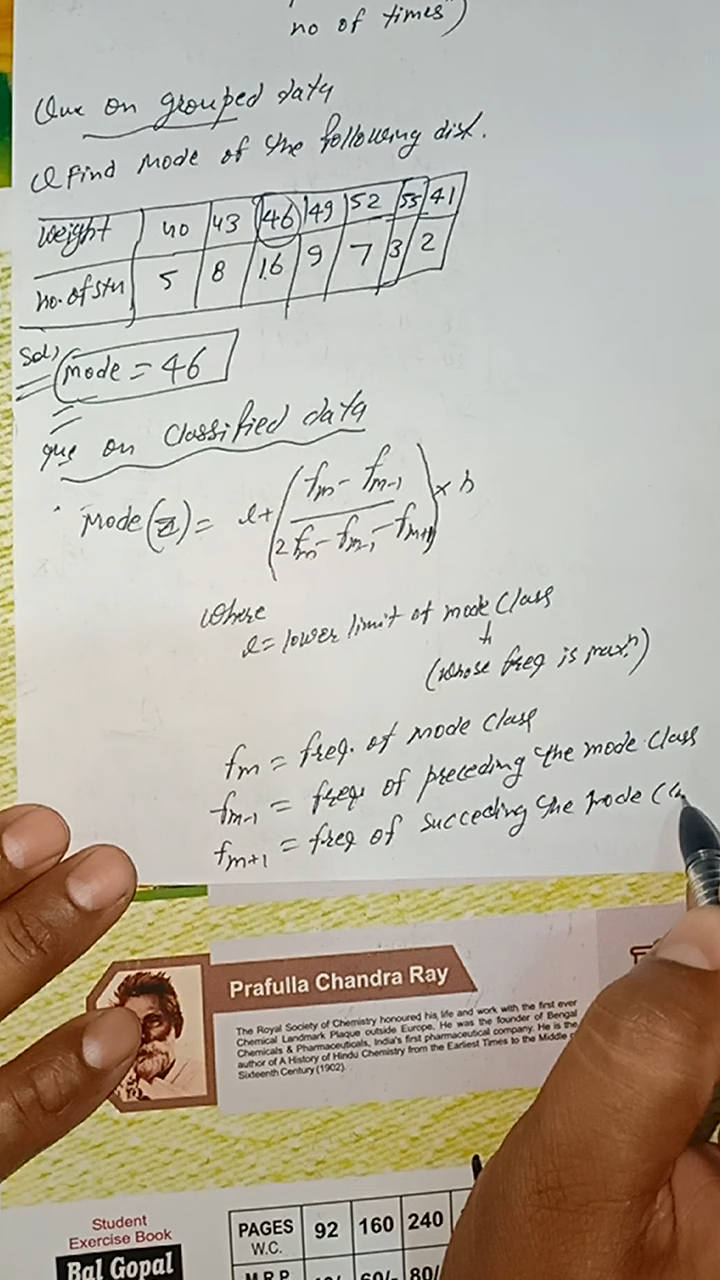 no of times)
Que on grouped data
Q Find mode of the following dist.
Weight 40 43 46 49 52 55 41
no. of stu 5 8 16 9 7 3 2
Sol)
mode = 46
que on classified data
Mode (Z) = l + (fm - fm-1 / 2fm - fm-1 - fm+1) × h
where
l = lower limit of mode class
(whose freq is maxm)
fm = freq. of mode class
fm-1 = freq. of preceding the mode class
fm+1 = freq of succeding the mode
Prafulla Chandra Ray
The Royal Society of Chemistry honoured his life and work with the first ever
Chemical Landmark Plaque outside Europe. He was the founder of Bengal
Chemicals & Pharmaceuticals, India's first pharmaceutical company. He is the
author of A History of Hindu Chemistry from the Earliest Times to the Middle
Sixteenth Century (1902).
Student
Exercise Book
Bal Gopal
PAGES 92 160 240
W.C.
M.R.P. 60/- 80/